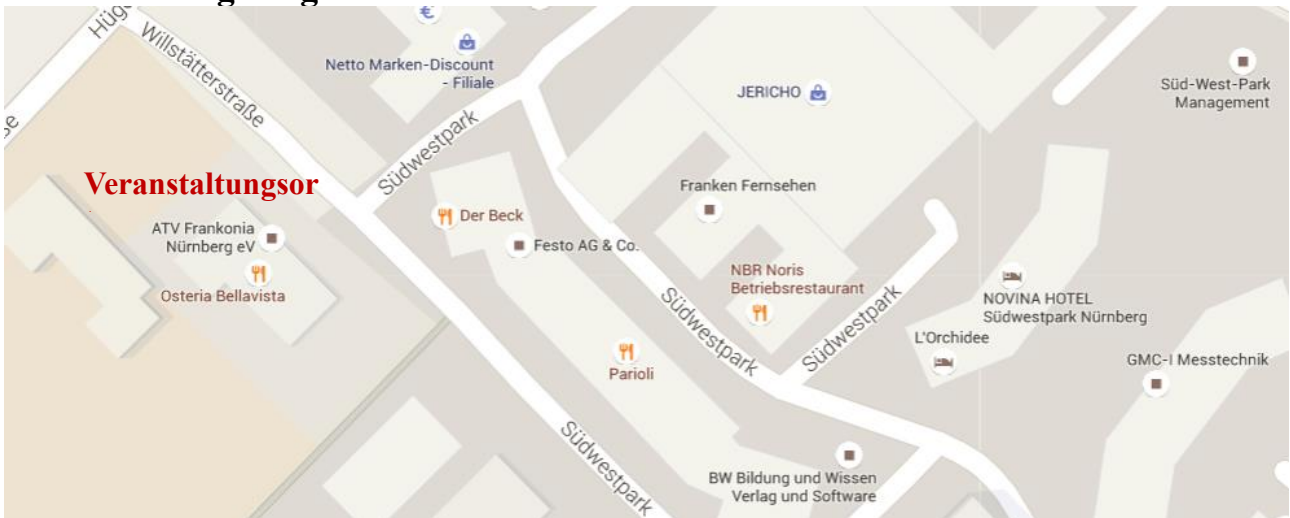 Hüge
Willstätterstraße
ße
Netto Marken-Discount
- Filiale
JERICHO
Süd-West-Park
Management
Südwestpark
Veranstaltungsor
ATV Frankonia
Nürnberg eV
Osteria Bellavista
Der Beck
Festo AG & Co.
Franken Fernsehen
NBR Noris
Betriebsrestaurant
Südwestpark
Südwestpark
NOVINA HOTEL
Südwestpark Nürnberg
L'Orchidee
GMC-I Messtechnik
Parioli
Südwestpark
BW Bildung und Wissen
Verlag und Software